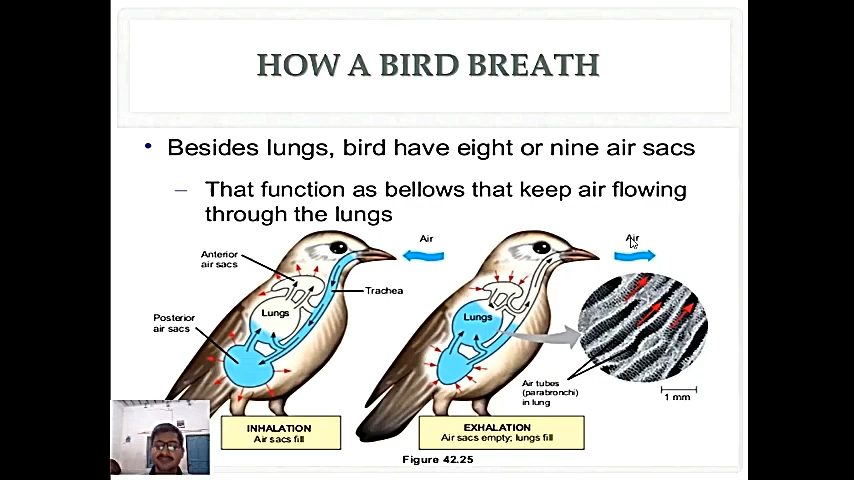 HOW A BIRD BREATH
• Besides lungs, bird have eight or nine air sacs
– That function as bellows that keep air flowing
through the lungs
Air
Air
Anterior
air sacs
Trachea
Lungs
Lungs
Posterior
air sacs
Air tubes
(parabronchi)
in lung
1 mm
INHALATION
Air sacs fill
EXHALATION
Air sacs empty; lungs fill
Figure 42.25